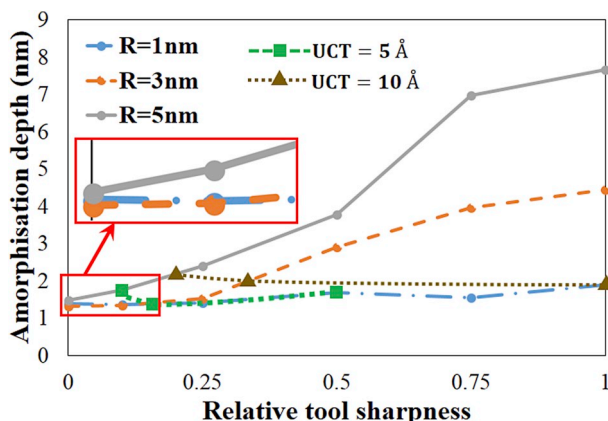 9
8
7
6
5
4
3
2
1
0
Amorphisation depth (nm)
R=1nm
R=3nm
R=5nm
UCT = 5 Å
UCT = 10 Å
0
0.25
0.5
0.75
1
Relative tool sharpness